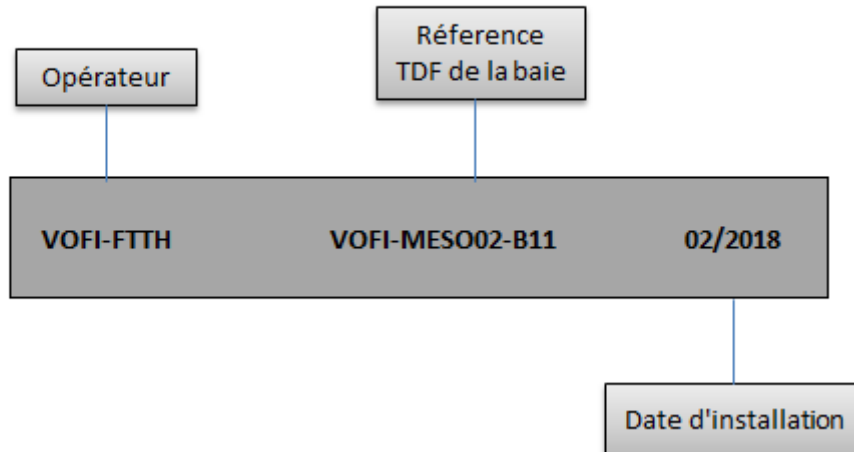 Opérateur
Réference
TDF de la baie
VOFI-FTTH VOFI-MESO02-B11 02/2018
Date d'installation